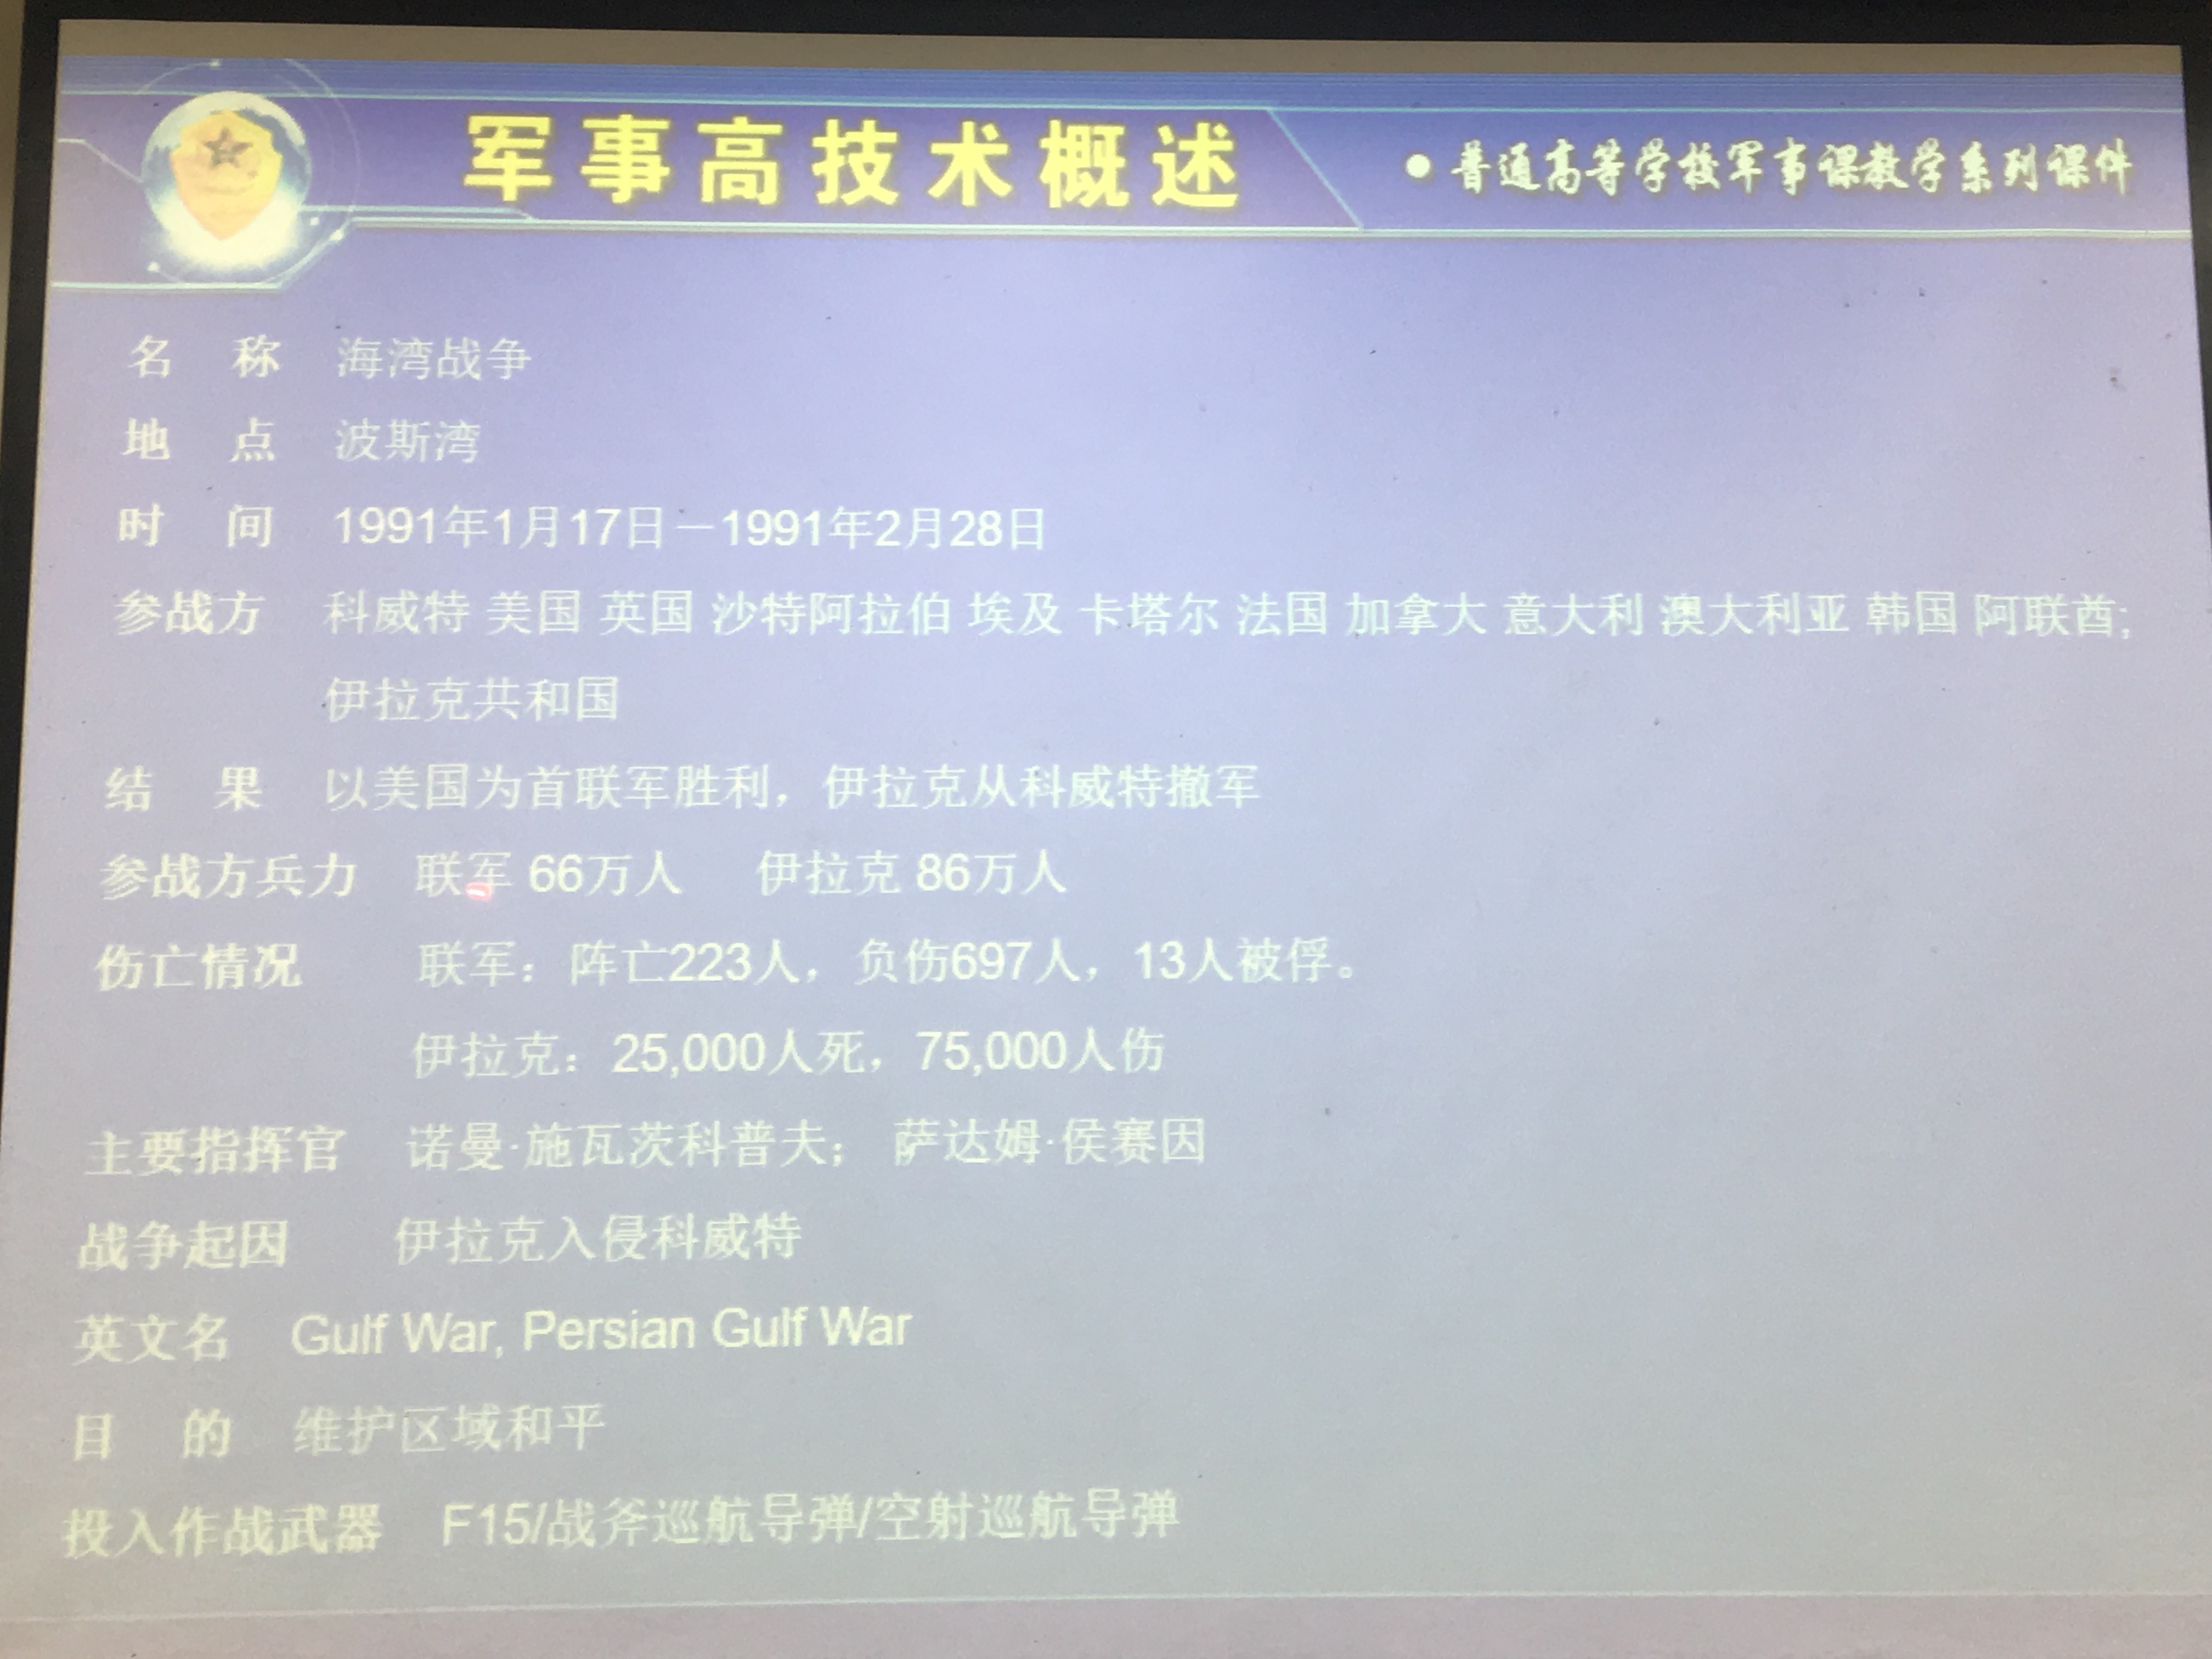 军事高技术概述
●普通高等学校军事课教学系列课件
名 称 海湾战争
地 点 波斯湾
时 间 1991年1月17日－1991年2月28日
参战方 科威特 美国 英国 沙特阿拉伯 埃及 卡塔尔 法国 加拿大 意大利 澳大利亚 韩国 阿联酋;
伊拉克共和国
结 果 以美国为首联军胜利，伊拉克从科威特撤军
参战方兵力 联军 66万人 伊拉克 86万人
伤亡情况 联军：阵亡223人，负伤697人，13人被俘。
伊拉克：25,000人死，75,000人伤
主要指挥官 诺曼·施瓦茨科普夫； 萨达姆·侯赛因
战争起因 伊拉克入侵科威特
英文名 Gulf War, Persian Gulf War
目 的 维护区域和平
投入作战武器 F15/战斧巡航导弹/空射巡航导弹